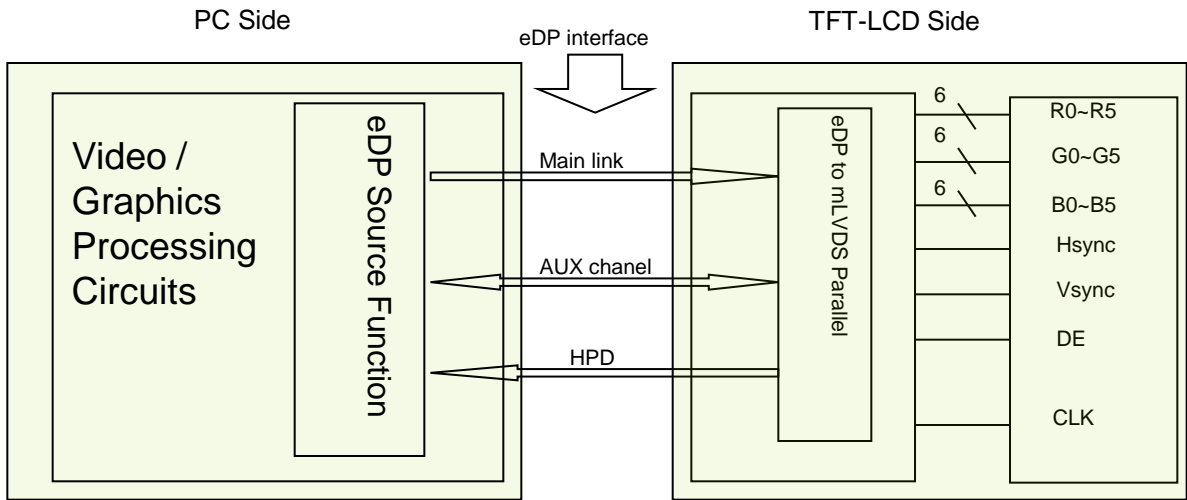 PC Side
TFT-LCD Side
eDP interface
Video /
Graphics
Processing
Circuits
eDP Source Function
Main link
AUX chanel
HPD
eDP to mLVDS Parallel
6
R0~R5
6
G0~G5
6
B0~B5
Hsync
Vsync
DE
CLK